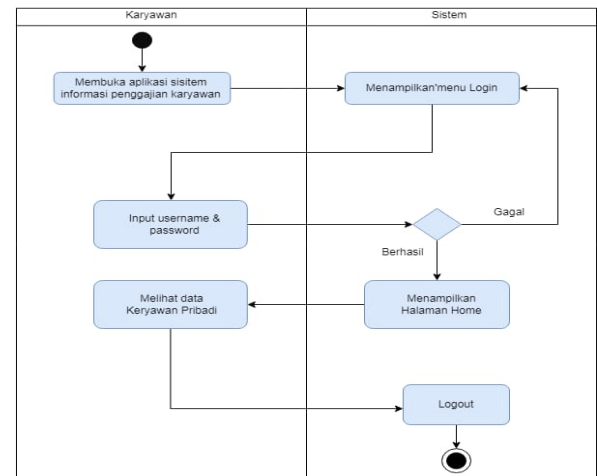 Karyawan
Sistem
Membuka aplikasi sisitem
informasi penggajian karyawan
Menampilkan'menu Login
Input username &
password
Gagal
Berhasil
Melihat data
Keryawan Pribadi
Menampilkan
Halaman Home
Logout